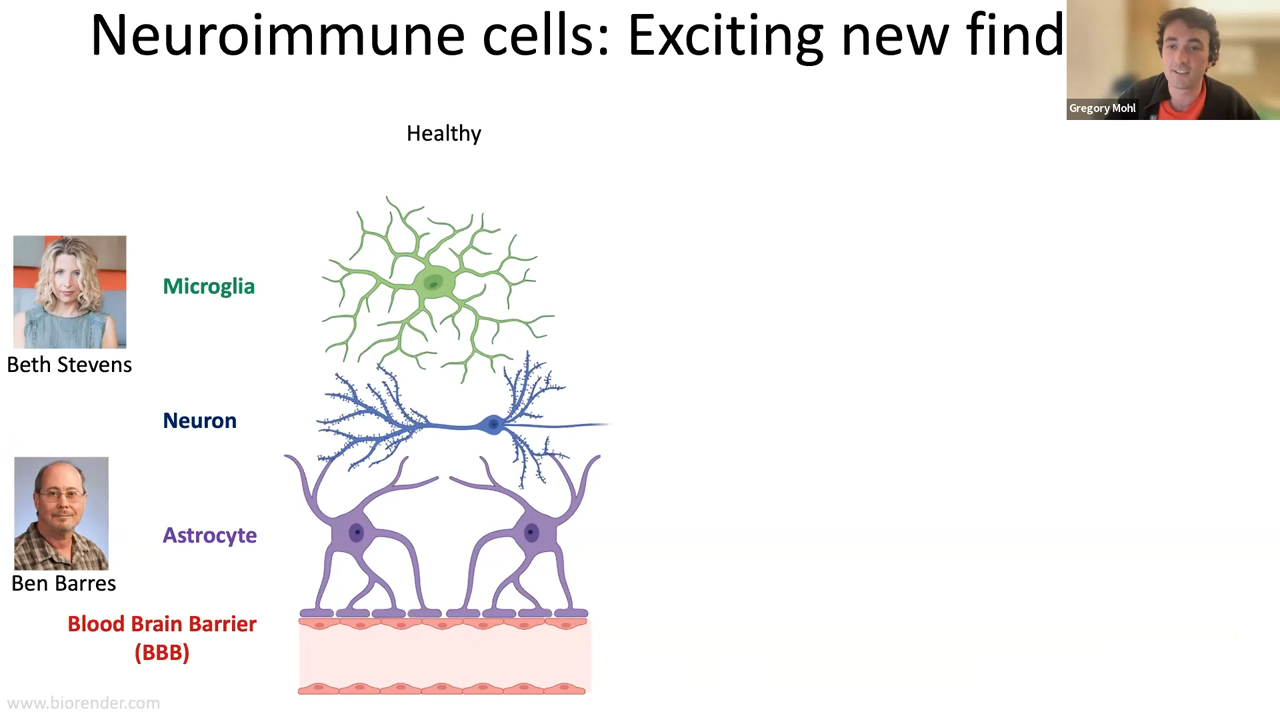 Neuroimmune cells: Exciting new find
Gregory Mohl
Healthy
Microglia
Beth Stevens
Neuron
Astrocyte
Ben Barres
Blood Brain Barrier
(BBB)
www.biorender.com